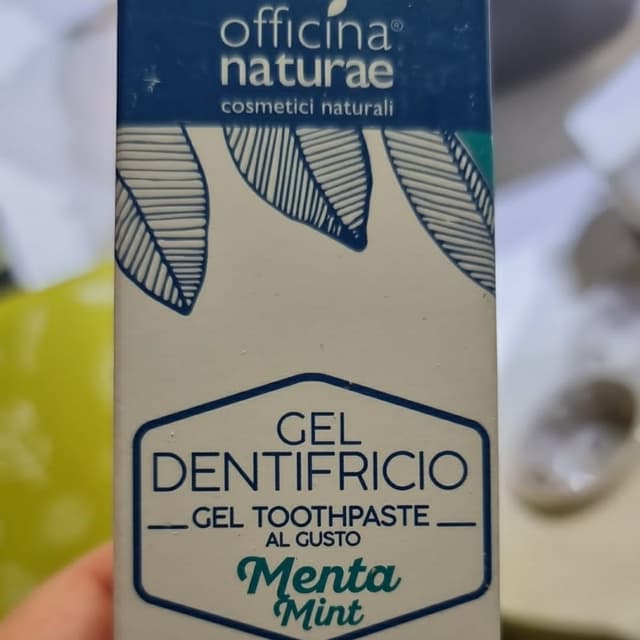 officina®
naturae
cosmetici naturali
GEL
DENTIFRICIO
GEL TOOTHPASTE
AL GUSTO
Menta
Mint